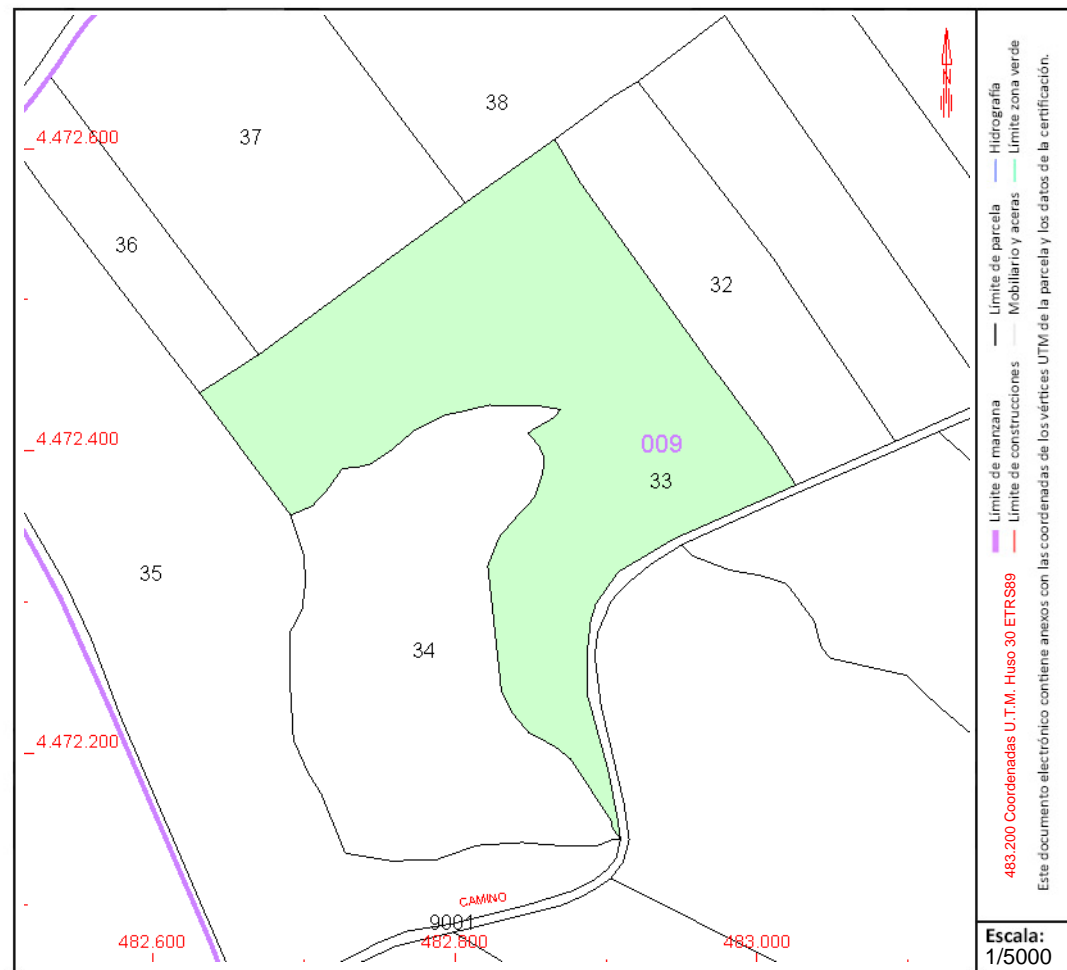 38
37
4.472.600
36
32
4.472.400
009
33
35
34
4.472.200
CAMINO
9001
482.600
482.800
483.000
N
Límite de manzana
Límite de parcela
Hidrografía
Límite de construcciones
Mobiliario y aceras
Límite zona verde
483.200 Coordenadas U.T.M. Huso 30 ETRS89
Este documento electrónico contiene anexos con las coordenadas de los vértices UTM de la parcela y los datos de la certificación.
Escala:
1/5000